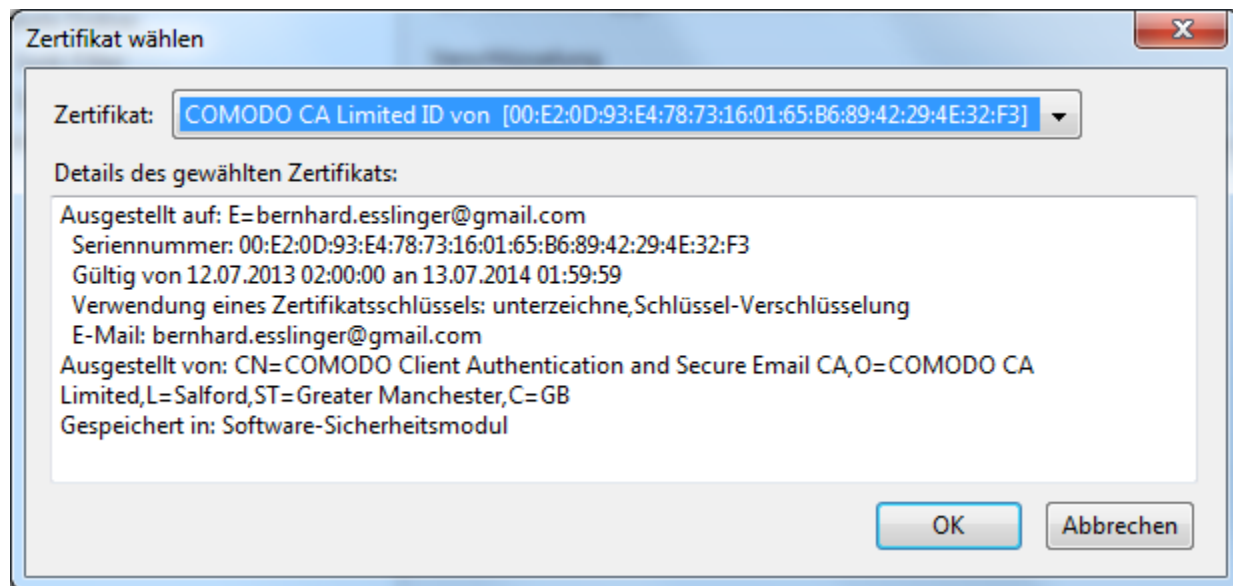 Zertifikat wählen
Zertifikat: COMODO CA Limited ID von [00:E2:0D:93:E4:78:73:16:01:65:B6:89:42:29:4E:32:F3]
Details des gewählten Zertifikats:
Ausgestellt auf: E=bernhard.esslinger@gmail.com
Seriennummer: 00:E2:0D:93:E4:78:73:16:01:65:B6:89:42:29:4E:32:F3
Gültig von 12.07.2013 02:00:00 an 13.07.2014 01:59:59
Verwendung eines Zertifikatsschlüssels: unterzeichne,Schlüssel-Verschlüsselung
E-Mail: bernhard.esslinger@gmail.com
Ausgestellt von: CN=COMODO Client Authentication and Secure Email CA,O=COMODO CA
Limited,L=Salford,ST=Greater Manchester,C=GB
Gespeichert in: Software-Sicherheitsmodul
OK Abbrechen